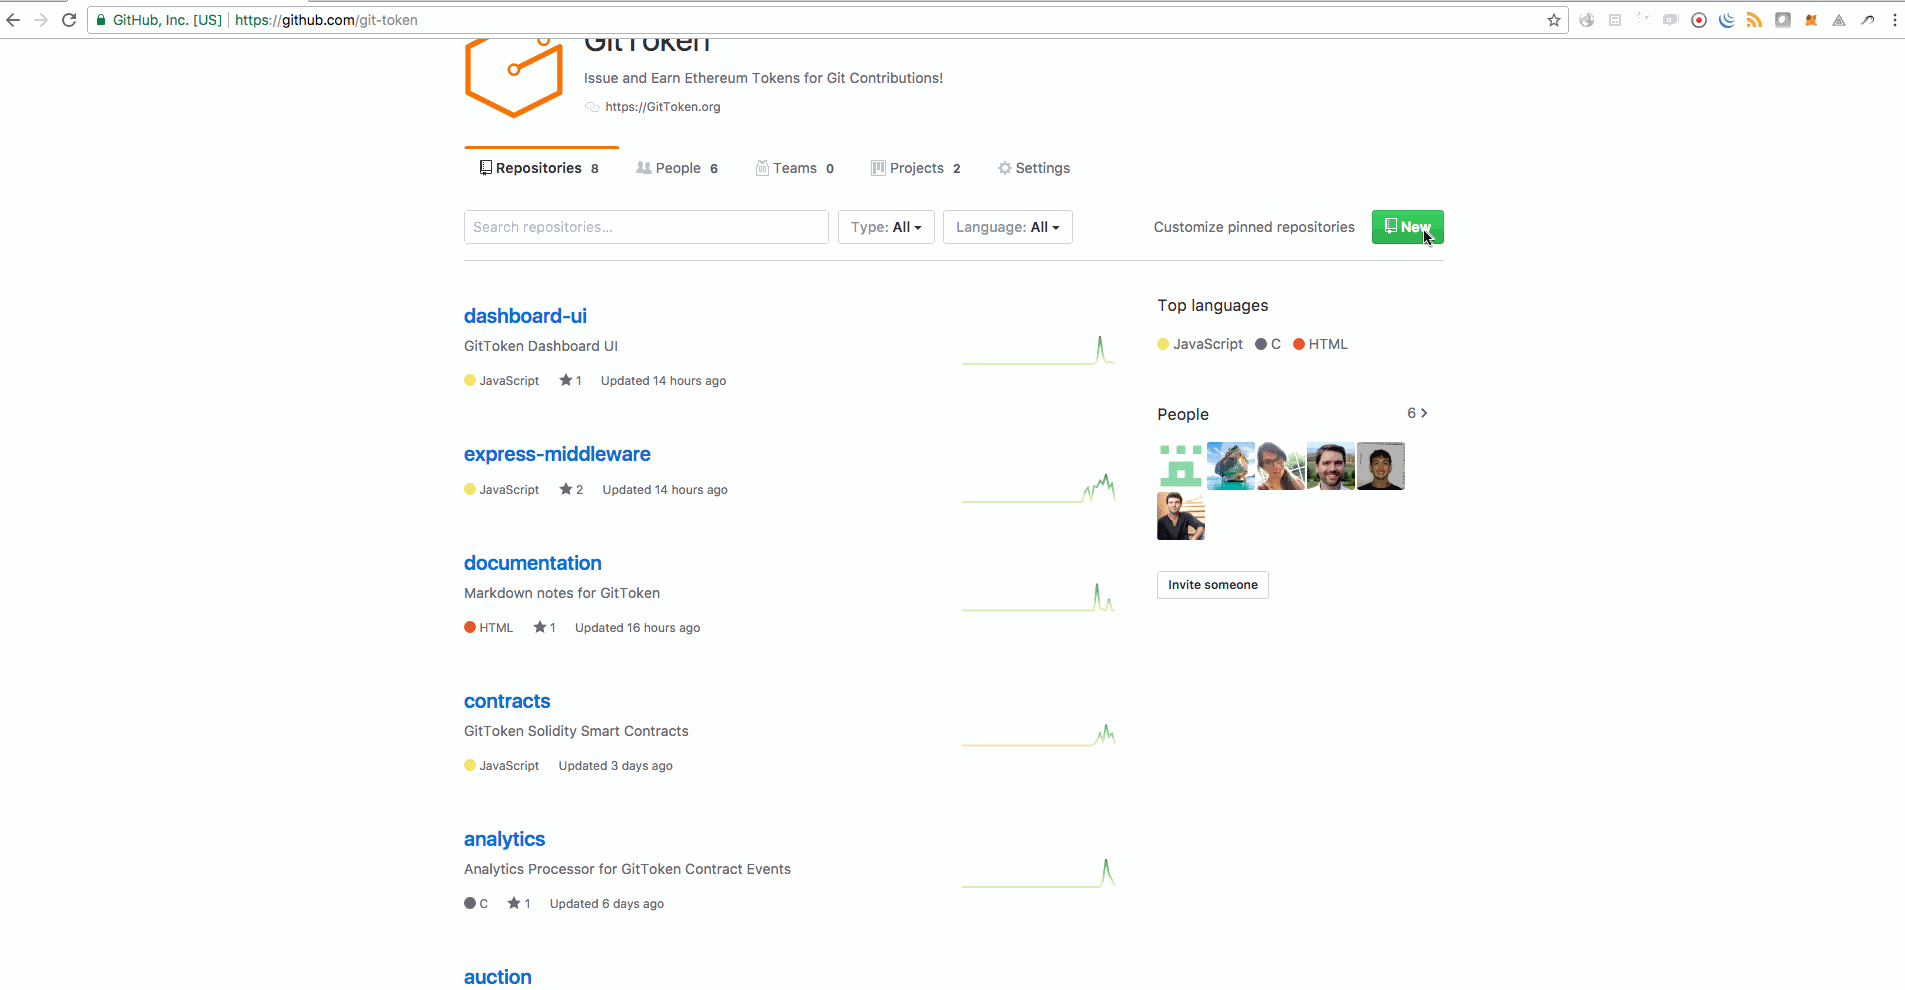 GitHub, Inc. [US] | https://github.com/git-token
GitToken
Issue and Earn Ethereum Tokens for Git Contributions!
https://GitToken.org
Repositories 8 People 6 Teams 0 Projects 2 Settings
Search repositories... Type: All Language: All Customize pinned repositories New
dashboard-ui
GitToken Dashboard UI
JavaScript 1 Updated 14 hours ago
express-middleware
JavaScript 2 Updated 14 hours ago
documentation
Markdown notes for GitToken
HTML 1 Updated 16 hours ago
contracts
GitToken Solidity Smart Contracts
JavaScript Updated 3 days ago
analytics
Analytics Processor for GitToken Contract Events
C 1 Updated 6 days ago
auction
Top languages
JavaScript C HTML
People 6
Invite someone